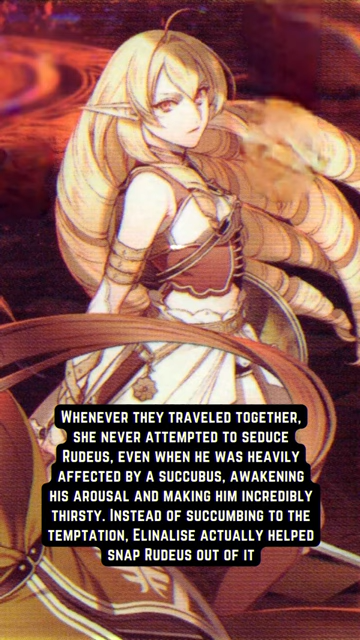 Whenever they traveled together,
she never attempted to seduce
Rudeus, even when he was heavily
affected by a succubus, awakening
his arousal and making him incredibly
thirsty. Instead of succumbing to the
temptation, Elinalise actually helped
snap Rudeus out of it